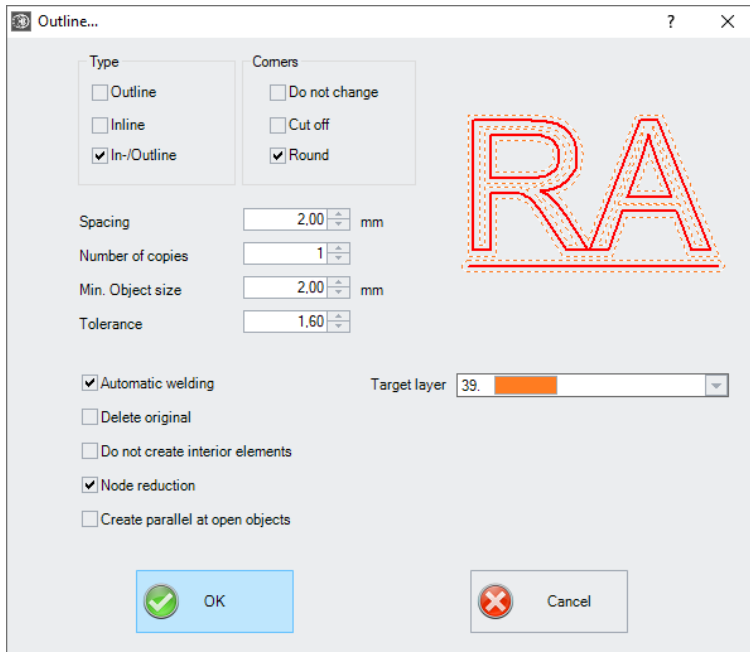 Outline...
?
Type
Outline
Inline
In-/Outline
Corners
Do not change
Cut off
Round
RA
Spacing 2,00 mm
Number of copies 1
Min. Object size 2,00 mm
Tolerance 1,60
Automatic welding
Delete original
Do not create interior elements
Node reduction
Create parallel at open objects
Target layer 39.
OK
Cancel